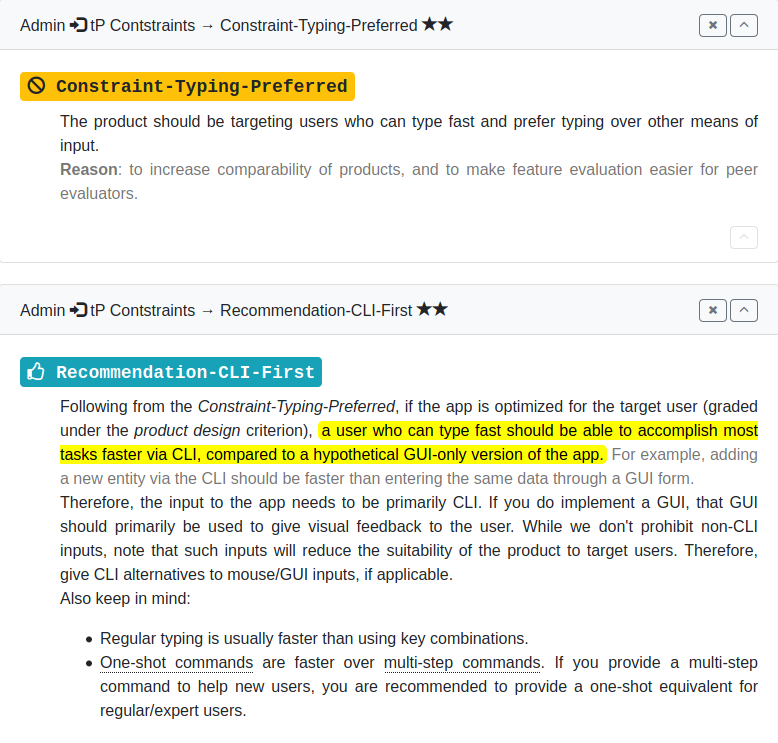 Admin tP Contstraints → Constraint-Typing-Preferred ★★
Constraint-Typing-Preferred
The product should be targeting users who can type fast and prefer typing over other means of
input.
Reason: to increase comparability of products, and to make feature evaluation easier for peer
evaluators.
Admin tP Contstraints → Recommendation-CLI-First ★★
Recommendation-CLI-First
Following from the Constraint-Typing-Preferred, if the app is optimized for the target user (graded
under the product design criterion), a user who can type fast should be able to accomplish most
tasks faster via CLI, compared to a hypothetical GUI-only version of the app. For example, adding
a new entity via the CLI should be faster than entering the same data through a GUI form.
Therefore, the input to the app needs to be primarily CLI. If you do implement a GUI, that GUI
should primarily be used to give visual feedback to the user. While we don't prohibit non-CLI
inputs, note that such inputs will reduce the suitability of the product to target users. Therefore,
give CLI alternatives to mouse/GUI inputs, if applicable.
Also keep in mind:
• Regular typing is usually faster than using key combinations.
• One-shot commands are faster over multi-step commands. If you provide a multi-step
command to help new users, you are recommended to provide a one-shot equivalent for
regular/expert users.